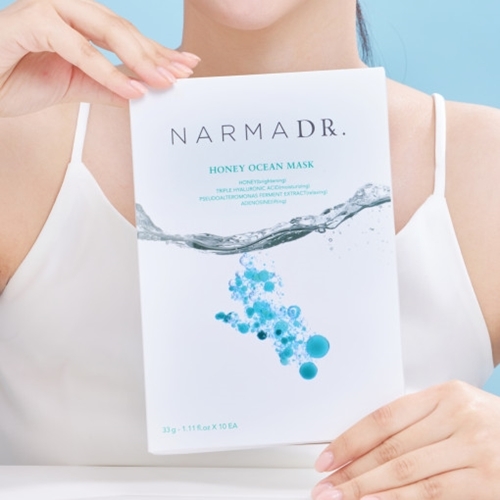 NARMADR.
HONEY OCEAN MASK
HONEY(brightening)
TRIPLE HYALURONIC ACID(moisturizing)
PSEUDOALTEROMONAS FERMENT EXTRACT(relaxing)
ADENOSINE(lifting)
33 g - 1.11 fl.oz X 10 EA